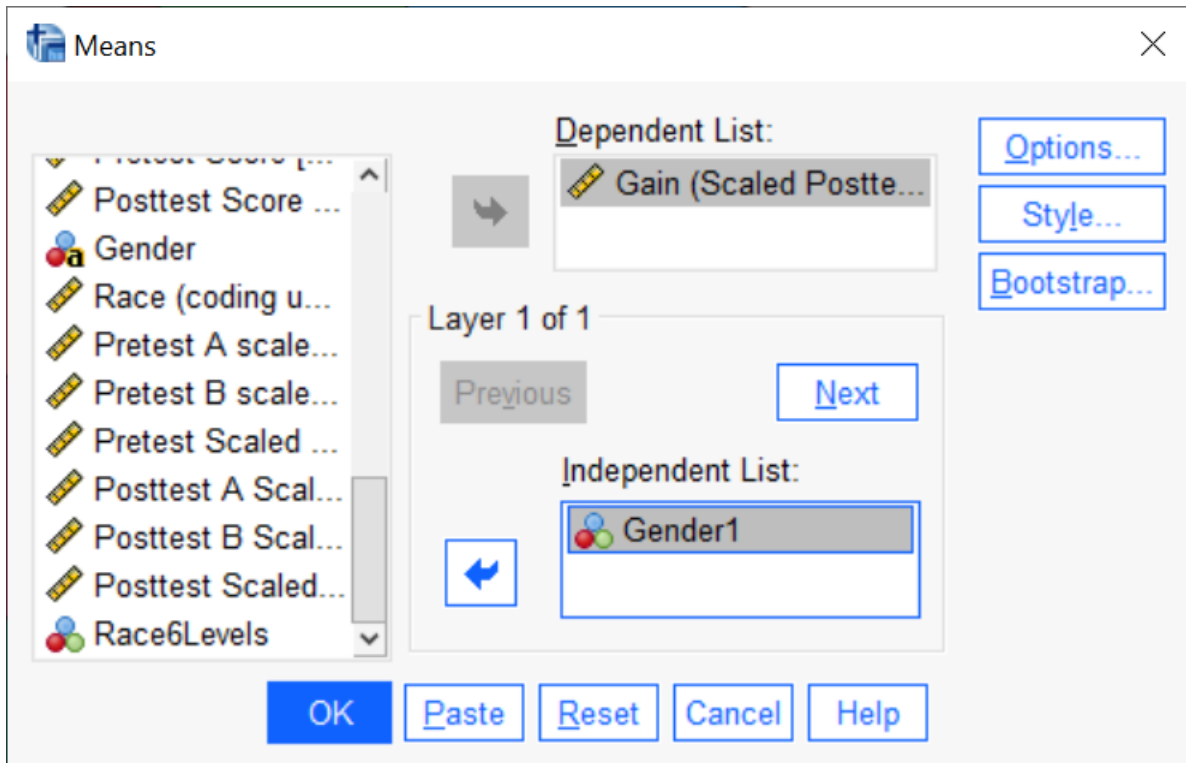 Means
Dependent List:
Options...
Pretest Score [...
Gain (Scaled Postte...
Posttest Score ...
Style...
Gender
Bootstrap...
Race (coding u...
Layer 1 of 1
Pretest A scale...
Pretest B scale...
Previous
Next
Pretest Scaled ...
Independent List:
Posttest A Scal...
Gender1
Posttest B Scal...
Posttest Scaled...
Race6Levels
OK
Paste
Reset
Cancel
Help